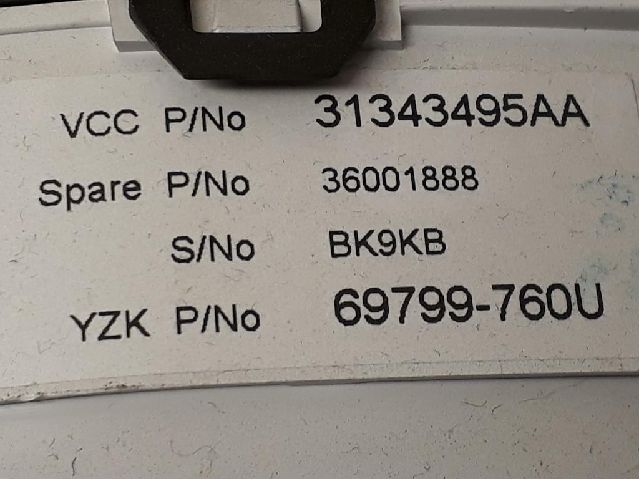 VCC P/No 31343495AA
Spare P/No 36001888
S/No BK9KB
YZK P/No 69799-760U